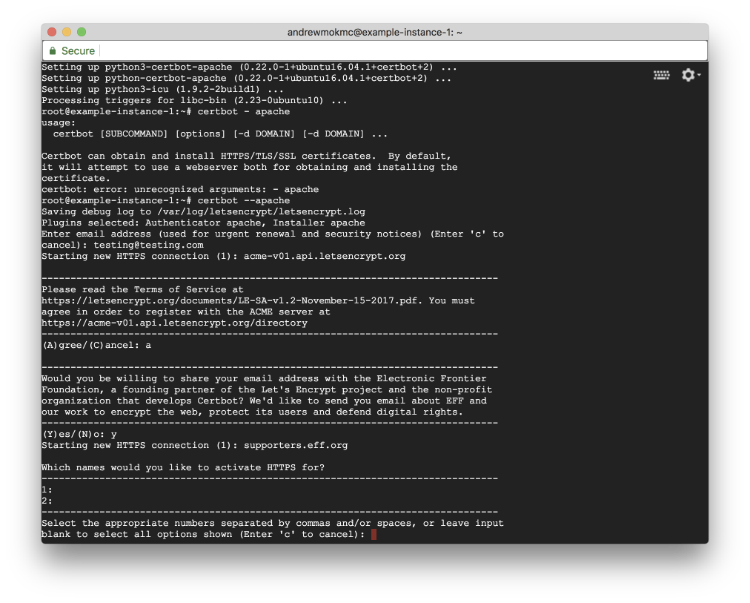 andrewmokmc@example-instance-1: ~
Secure
Setting up python3-certbot-apache (0.22.0-1+ubuntu16.04.1+certbot+2) ...
Setting up python-certbot-apache (0.22.0-1+ubuntu16.04.1+certbot+2) ...
Setting up python3-icu (1.9.2-2build1) ...
Processing triggers for libc-bin (2.23-0ubuntu10) ...
root@example-instance-1:~# certbot - apache
usage:
  certbot [SUBCOMMAND] [options] [-d DOMAIN] [-d DOMAIN] ...
Certbot can obtain and install HTTPS/TLS/SSL certificates.  By default,
it will attempt to use a webserver both for obtaining and installing the
certificate.
certbot: error: unrecognized arguments: - apache
root@example-instance-1:~# certbot --apache
Saving debug log to /var/log/letsencrypt/letsencrypt.log
Plugins selected: Authenticator apache, Installer apache
Enter email address (used for urgent renewal and security notices) (Enter 'c' to
cancel): testing@testing.com
Starting new HTTPS connection (1): acme-v01.api.letsencrypt.org
-------------------------------------------------------------------------------
Please read the Terms of Service at
https://letsencrypt.org/documents/LE-SA-v1.2-November-15-2017.pdf. You must
agree in order to register with the ACME server at
https://acme-v01.api.letsencrypt.org/directory
-------------------------------------------------------------------------------
(A)gree/(C)ancel: a
-------------------------------------------------------------------------------
Would you be willing to share your email address with the Electronic Frontier
Foundation, a founding partner of the Let's Encrypt project and the non-profit
organization that develops Certbot? We'd like to send you email about EFF and
our work to encrypt the web, protect its users and defend digital rights.
-------------------------------------------------------------------------------
(Y)es/(N)o: y
Starting new HTTPS connection (1): supporters.eff.org
Which names would you like to activate HTTPS for?
-------------------------------------------------------------------------------
1:
2:
-------------------------------------------------------------------------------
Select the appropriate numbers separated by commas and/or spaces, or leave input
blank to select all options shown (Enter 'c' to cancel):